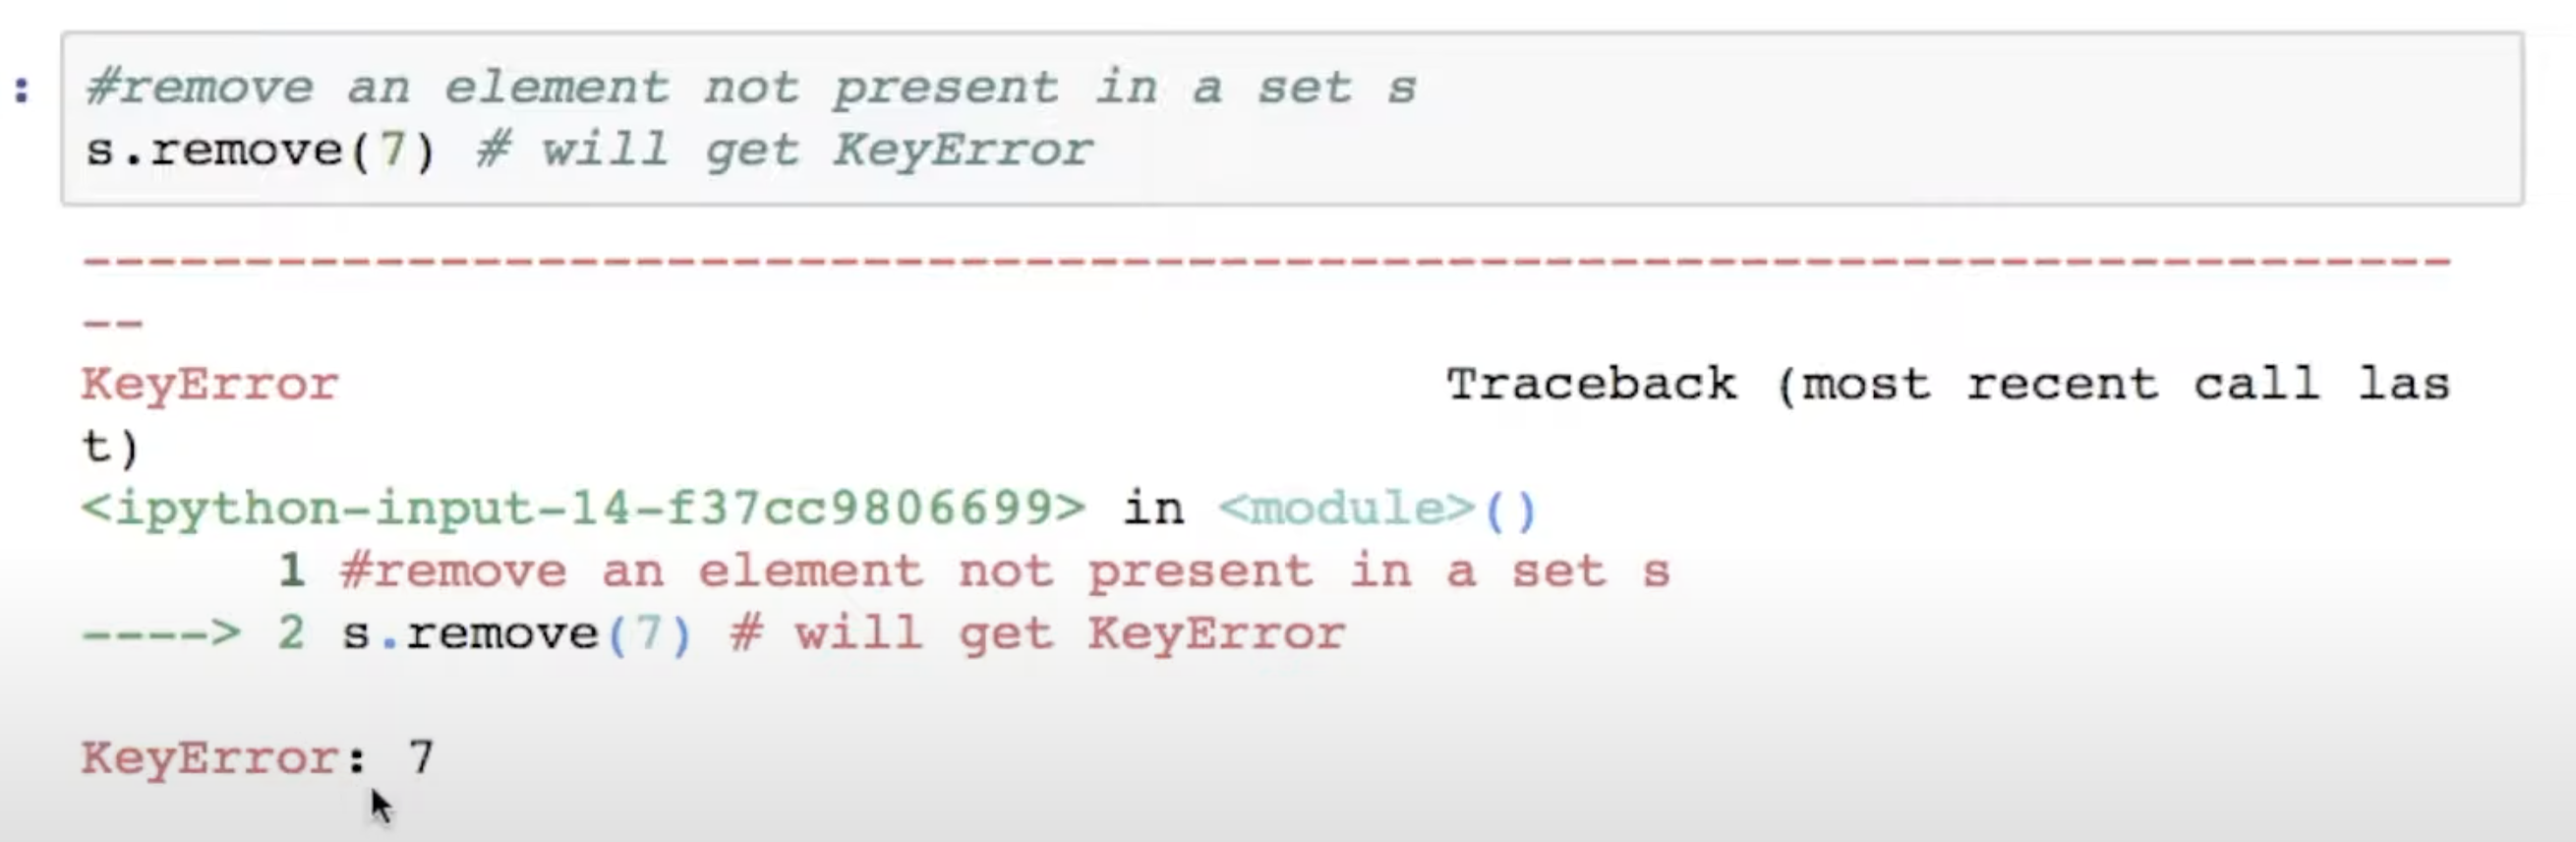 :
#remove an element not present in a set s
s.remove(7) # will get KeyError
-------------------------------------------------------------------------
--
KeyError                                  Traceback (most recent call las
t)
<ipython-input-14-f37cc9806699> in <module>()
      1 #remove an element not present in a set s
----> 2 s.remove(7) # will get KeyError
KeyError: 7